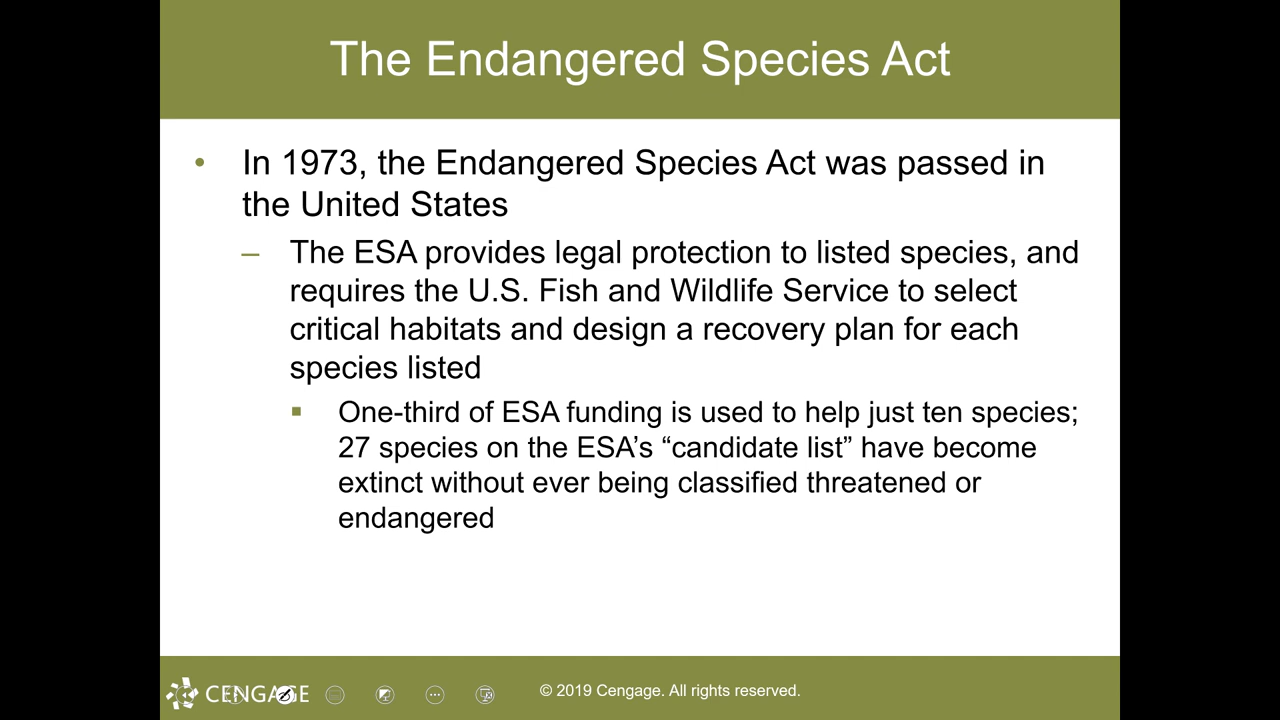 The Endangered Species Act
• In 1973, the Endangered Species Act was passed in
the United States
– The ESA provides legal protection to listed species, and
requires the U.S. Fish and Wildlife Service to select
critical habitats and design a recovery plan for each
species listed
▪ One-third of ESA funding is used to help just ten species;
27 species on the ESA’s “candidate list” have become
extinct without ever being classified threatened or
endangered
CENGAGE
© 2019 Cengage. All rights reserved.